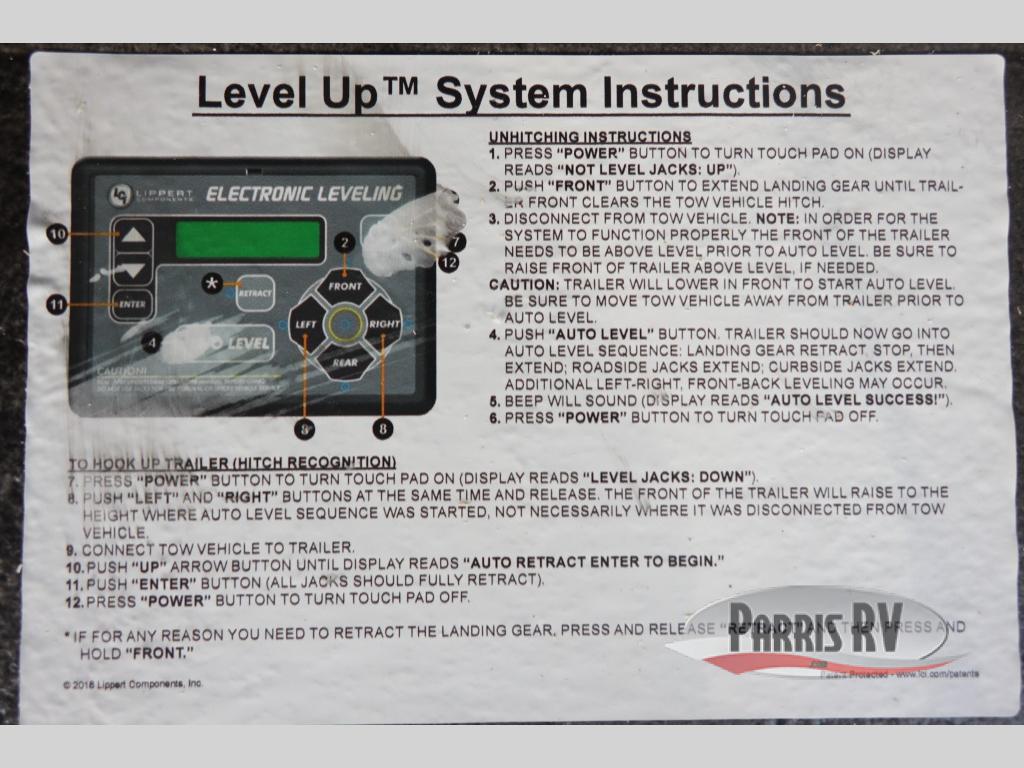 Level Up™ System Instructions
UNHITCHING INSTRUCTIONS
1. PRESS "POWER" BUTTON TO TURN TOUCH PAD ON (DISPLAY
READS "NOT LEVEL JACKS: UP").
2. PUSH "FRONT" BUTTON TO EXTEND LANDING GEAR UNTIL TRAIL-
ER FRONT CLEARS THE TOW VEHICLE HITCH.
3. DISCONNECT FROM TOW VEHICLE. NOTE: IN ORDER FOR THE
SYSTEM TO FUNCTION PROPERLY THE FRONT OF THE TRAILER
NEEDS TO BE ABOVE LEVEL PRIOR TO AUTO LEVEL. BE SURE TO
RAISE FRONT OF TRAILER ABOVE LEVEL, IF NEEDED.
CAUTION: TRAILER WILL LOWER IN FRONT TO START AUTO LEVEL.
BE SURE TO MOVE TOW VEHICLE AWAY FROM TRAILER PRIOR TO
AUTO LEVEL.
4. PUSH "AUTO LEVEL" BUTTON. TRAILER SHOULD NOW GO INTO
AUTO LEVEL SEQUENCE: LANDING GEAR RETRACT, STOP, THEN
EXTEND; ROADSIDE JACKS EXTEND; CURBSIDE JACKS EXTEND.
ADDITIONAL LEFT-RIGHT, FRONT-BACK LEVELING MAY OCCUR.
5. BEEP WILL SOUND (DISPLAY READS "AUTO LEVEL SUCCESS!").
6. PRESS "POWER" BUTTON TO TURN TOUCH PAD OFF.
LIPPERT
COMPONENTS
ELECTRONIC LEVELING
10
2
7
12
*
FRONT
RETRACT
11
ENTER
LEFT
RIGHT
4
LEVEL
REAR
CAUTION!
8
8
TO HOOK UP TRAILER (HITCH RECOGNITION)
7. PRESS "POWER" BUTTON TO TURN TOUCH PAD ON (DISPLAY READS "LEVEL JACKS: DOWN").
8. PUSH "LEFT" AND "RIGHT" BUTTONS AT THE SAME TIME AND RELEASE. THE FRONT OF THE TRAILER WILL RAISE TO THE
HEIGHT WHERE AUTO LEVEL SEQUENCE WAS STARTED, NOT NECESSARILY WHERE IT WAS DISCONNECTED FROM TOW
VEHICLE.
9. CONNECT TOW VEHICLE TO TRAILER.
10. PUSH "UP" ARROW BUTTON UNTIL DISPLAY READS "AUTO RETRACT ENTER TO BEGIN."
11. PUSH "ENTER" BUTTON (ALL JACKS SHOULD FULLY RETRACT).
12. PRESS "POWER" BUTTON TO TURN TOUCH PAD OFF.
* IF FOR ANY REASON YOU NEED TO RETRACT THE LANDING GEAR, PRESS AND RELEASE "RETRACT" AND THEN PRESS AND
HOLD "FRONT."
PARRIS RV
.com
© 2016 Lippert Components, Inc.
Patent Protected - www.lci.com/patents